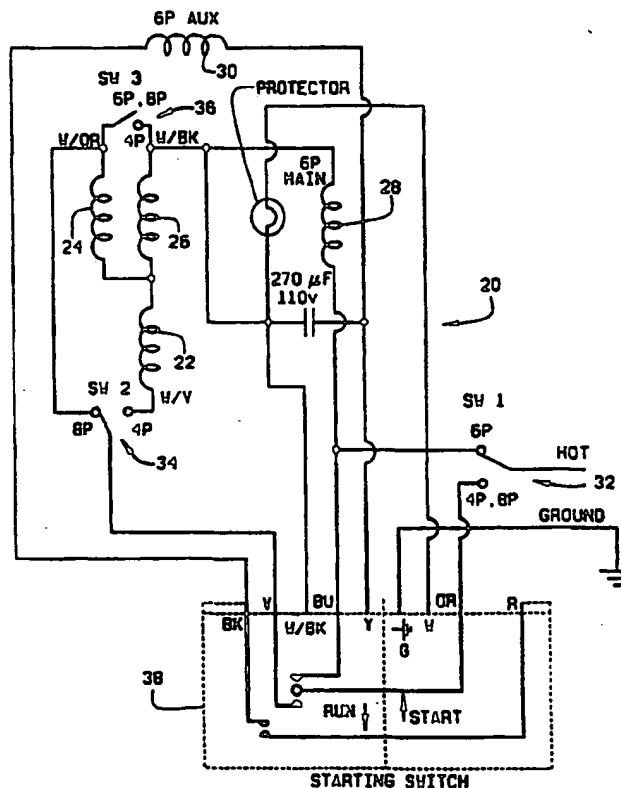 6P AUX
30
SW 3
6P,8P
36
PROTECTOR
W/OR
4P
W/BK
6P
MAIN
28
24
26
270 µF
110v
20
22
SW 2
W/Y
SW 1
8P
4P
6P
HOT
34
32
4P,8P
GROUND
BK
W
W/BK
BU
Y
G
W
OR
R
38
RUN
START
STARTING SWITCH